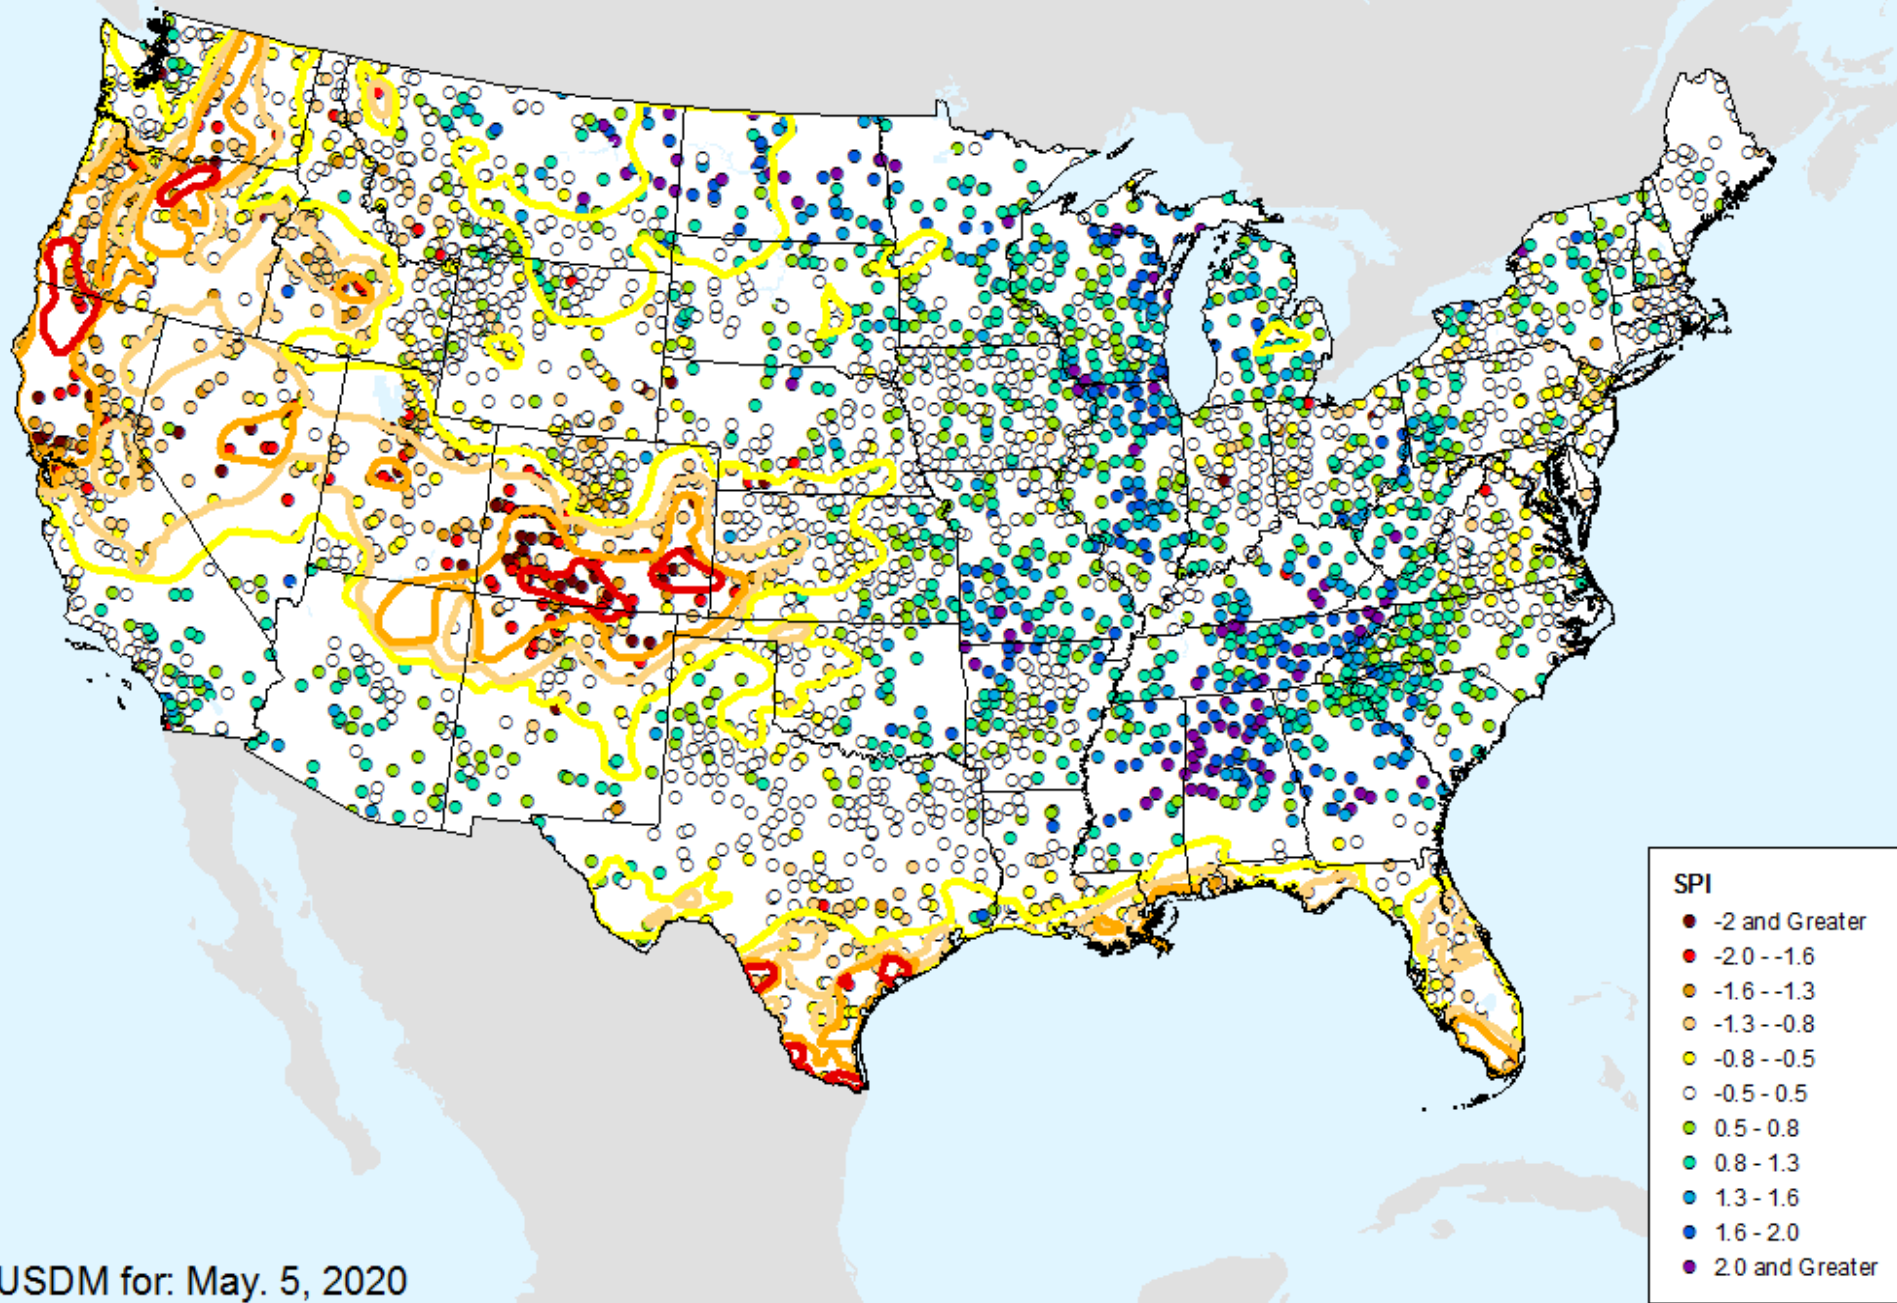 SPI
-2 and Greater
-2.0 - -1.6
-1.6 - -1.3
-1.3 - -0.8
-0.8 - -0.5
-0.5 - 0.5
0.5 - 0.8
0.8 - 1.3
1.3 - 1.6
1.6 - 2.0
2.0 and Greater
USDM for: May. 5, 2020